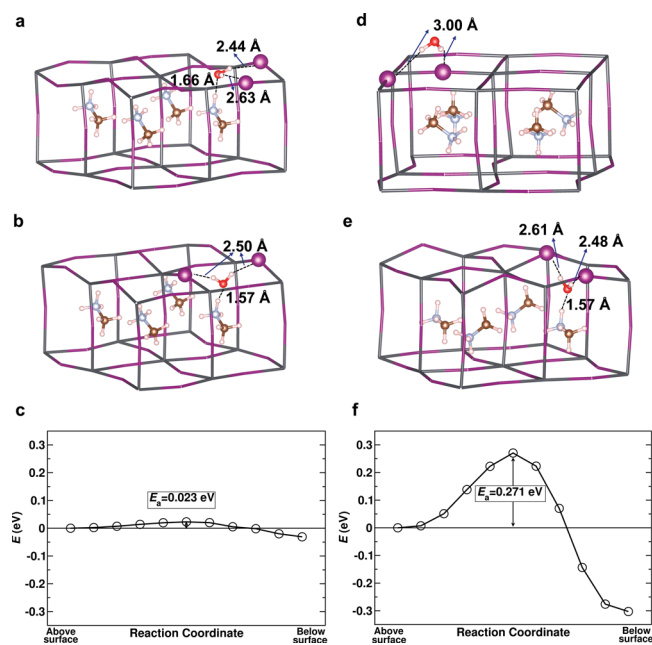 a
2.44 Å
1.66 Å
2.63 Å
d
3.00 Å
b
2.50 Å
1.57 Å
e
2.61 Å
2.48 Å
1.57 Å
c
0.3
0.2
0.1
0
-0.1
-0.2
-0.3
E (eV)
Ea=0.023 eV
Above surface
Reaction Coordinate
Below surface
f
0.3
0.2
0.1
0
-0.1
-0.2
-0.3
E (eV)
Ea=0.271 eV
Above surface
Reaction Coordinate
Below surface